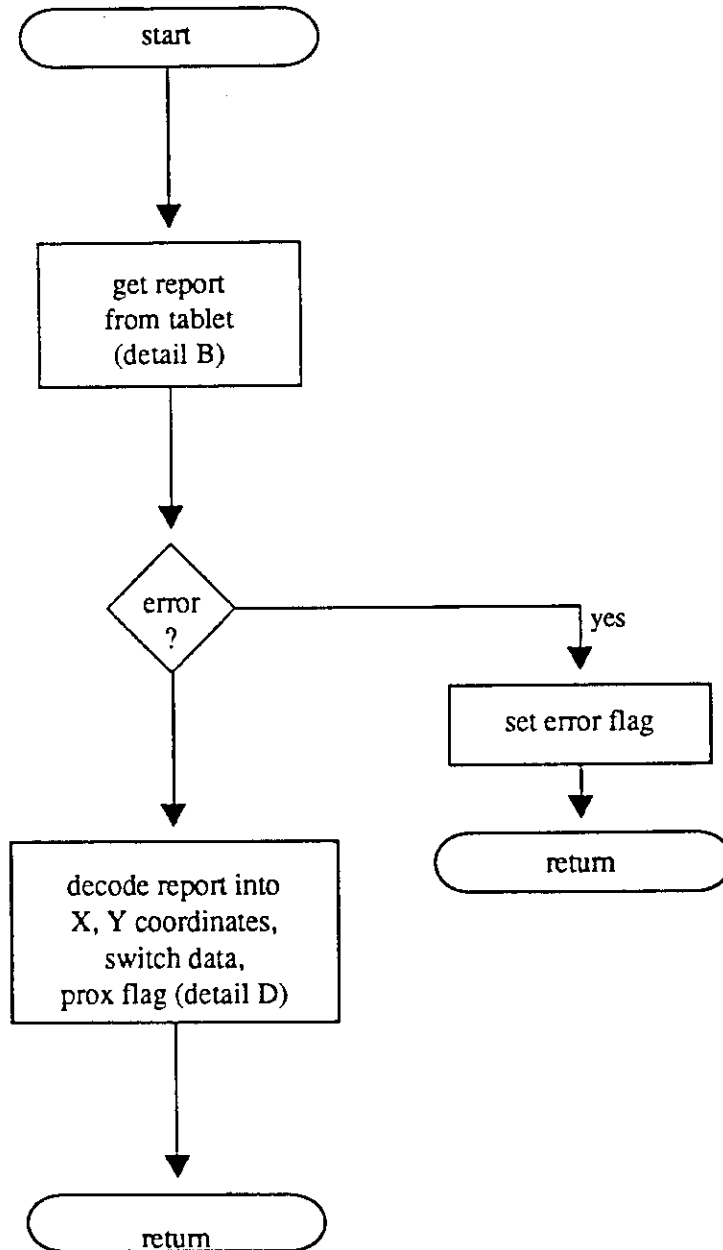 start
get report
from tablet
(detail B)
error
?
yes
set error flag
return
decode report into
X, Y coordinates,
switch data,
prox flag (detail D)
return